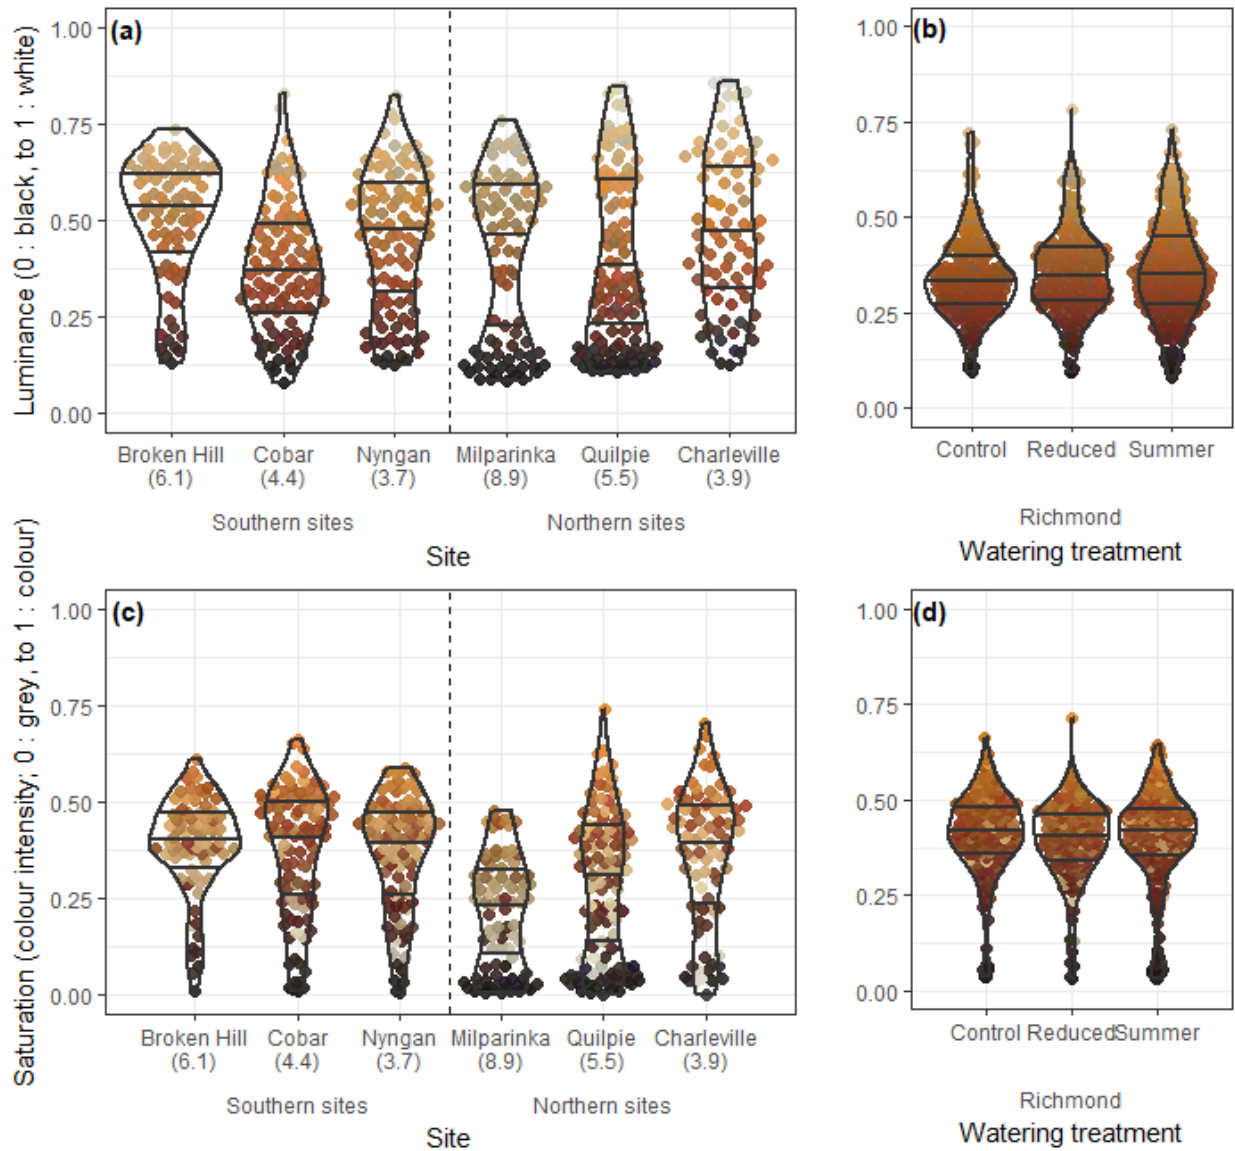 (a)
Luminance (0 : black, to 1 : white)
1.00
0.75
0.50
0.25
0.00
Broken Hill Cobar Nyngan Milparinka Quilpie Charleville
(6.1) (4.4) (3.7) (8.9) (5.5) (3.9)
Southern sites Northern sites
Site
(b)
1.00
0.75
0.50
0.25
0.00
Control Reduced Summer
Richmond
Watering treatment
(c)
Saturation (colour intensity; 0 : grey, to 1 : colour)
1.00
0.75
0.50
0.25
0.00
Broken Hill Cobar Nyngan Milparinka Quilpie Charleville
(6.1) (4.4) (3.7) (8.9) (5.5) (3.9)
Southern sites Northern sites
Site
(d)
1.00
0.75
0.50
0.25
0.00
Control Reduced Summer
Richmond
Watering treatment